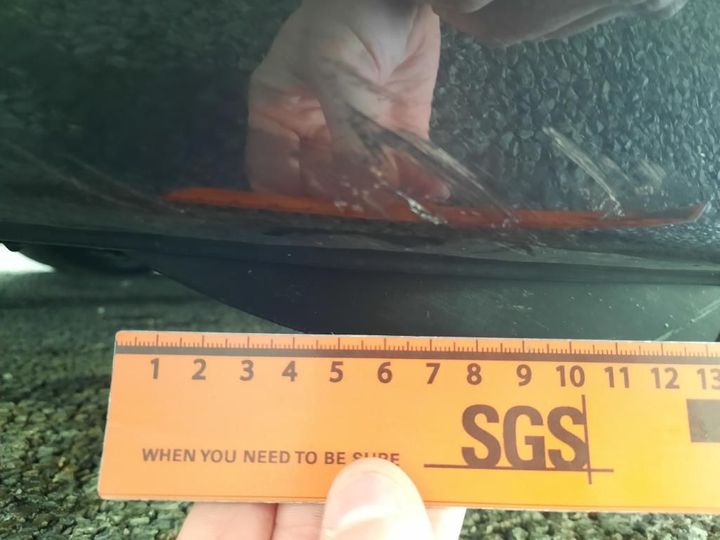 1 2 3 4 5 6 7 8 9 10 11 12 13
SGS
WHEN YOU NEED TO BE SURE